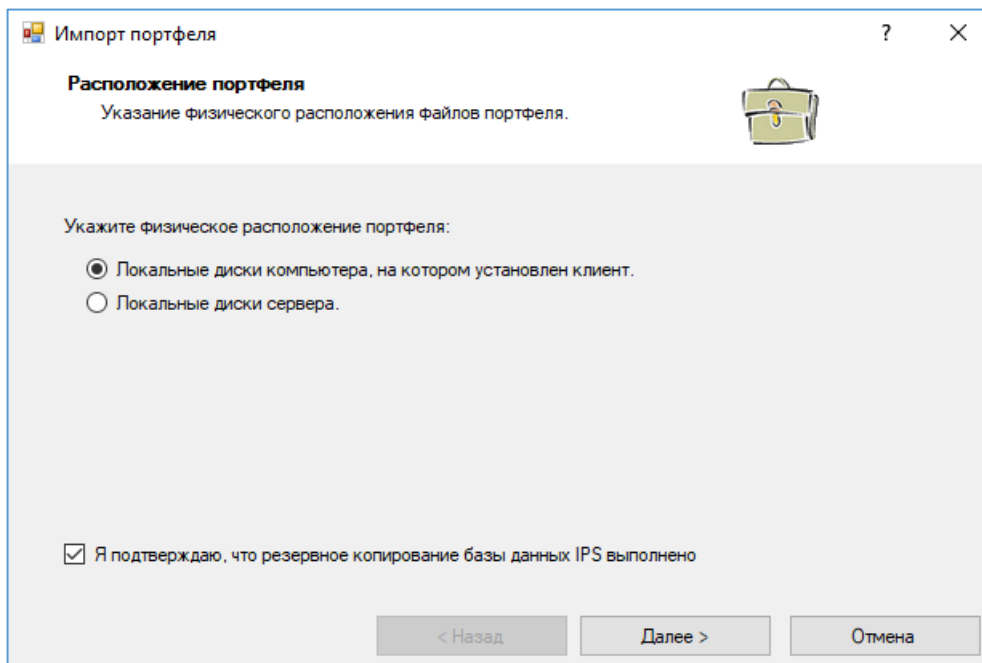 Импорт портфеля
?
Расположение портфеля
Указание физического расположения файлов портфеля.
Укажите физическое расположение портфеля:
Локальные диски компьютера, на котором установлен клиент.
Локальные диски сервера.
Я подтверждаю, что резервное копирование базы данных IPS выполнено
< Назад
Далее >
Отмена